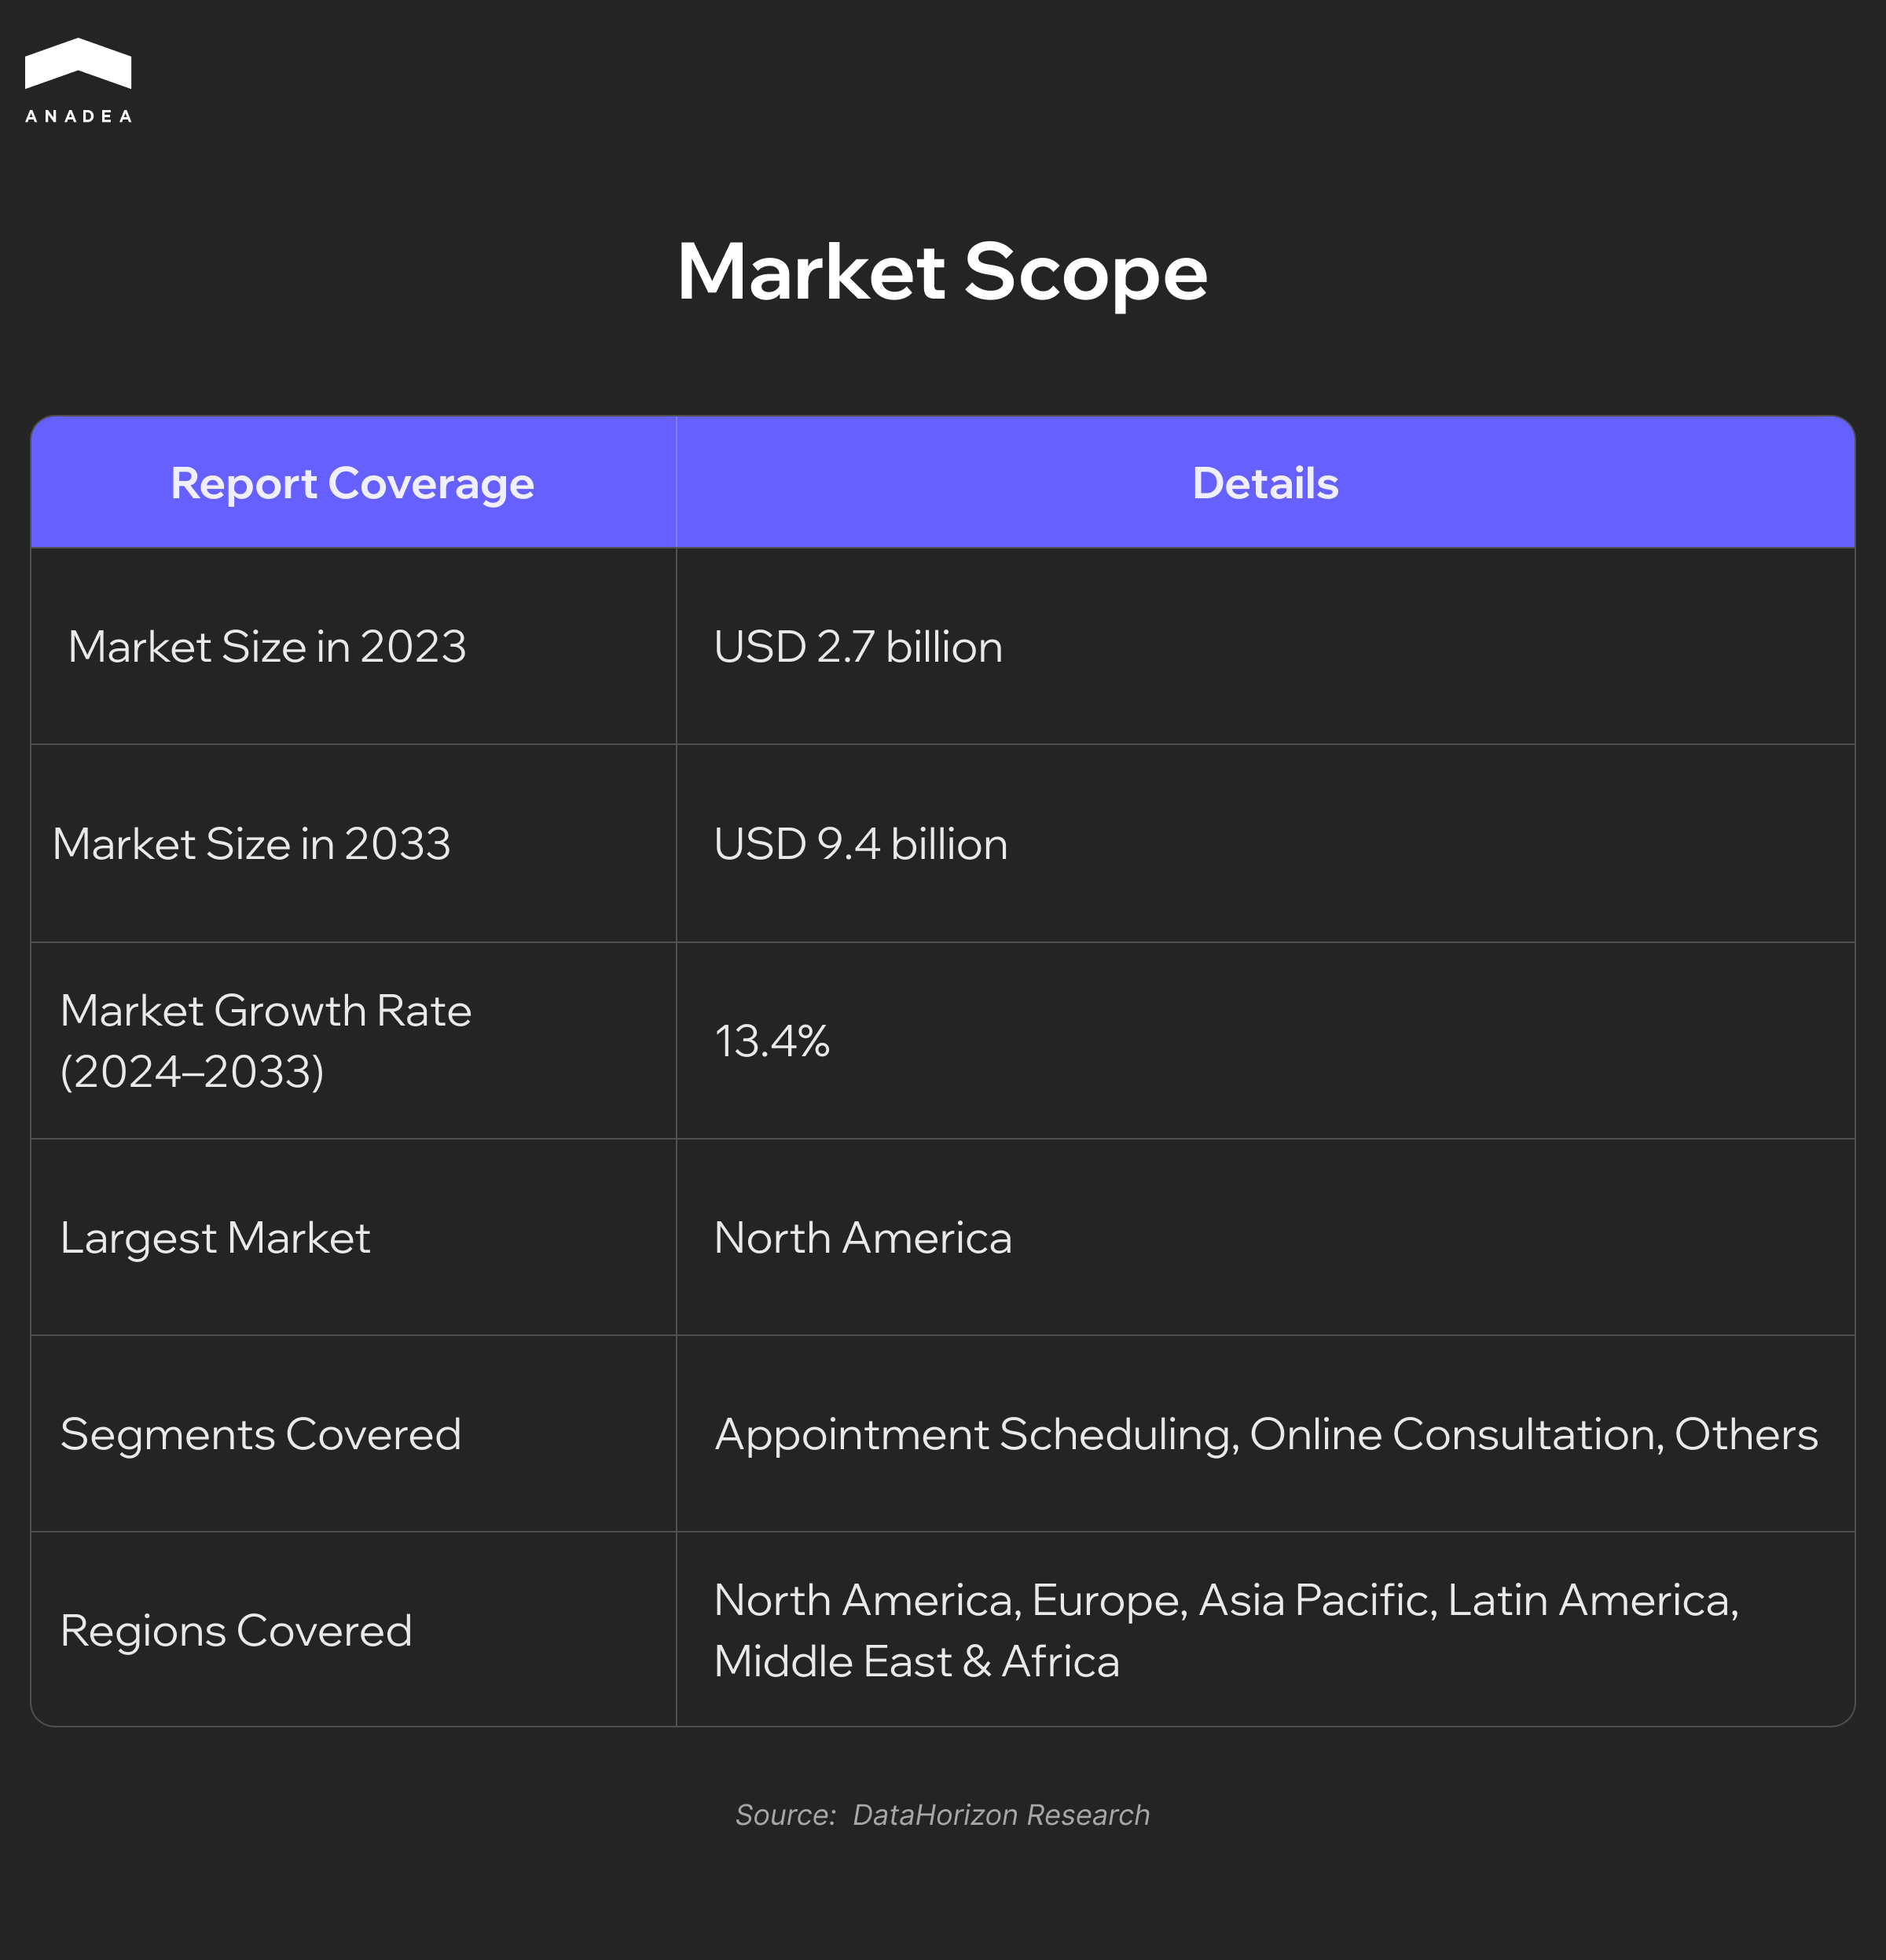 ANADEA
Market Scope
Report Coverage
Details
Market Size in 2023
USD 2.7 billion
Market Size in 2033
USD 9.4 billion
Market Growth Rate
(2024–2033)
13.4%
Largest Market
North America
Segments Covered
Appointment Scheduling, Online Consultation, Others
Regions Covered
North America, Europe, Asia Pacific, Latin America,
Middle East & Africa
Source: DataHorizon Research